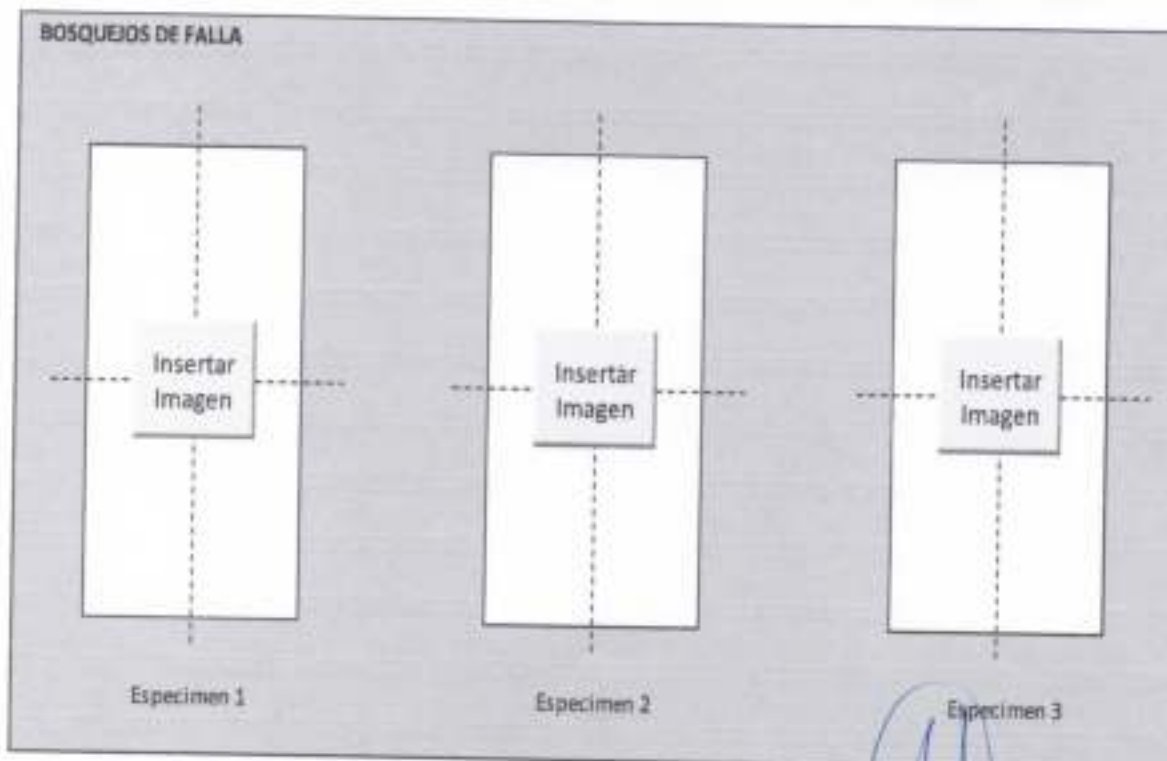 BOSQUEJOS DE FALLA
Insertar
Imagen
Insertar
Imagen
Insertar
Imagen
Especimen 1
Especimen 2
Especimen 3